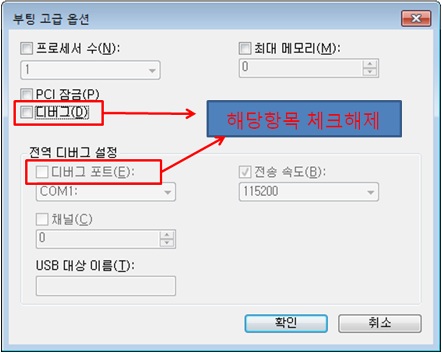 부팅 고급 옵션
프로세서 수(N):
최대 메모리(M):
1
0
PCI 잠금(P)
디버그(D)
해당항목 체크해제
전역 디버그 설정
디버그 포트(E):
전송 속도(B):
COM1:
115200
채널(C)
0
USB 대상 이름(T):
확인
취소